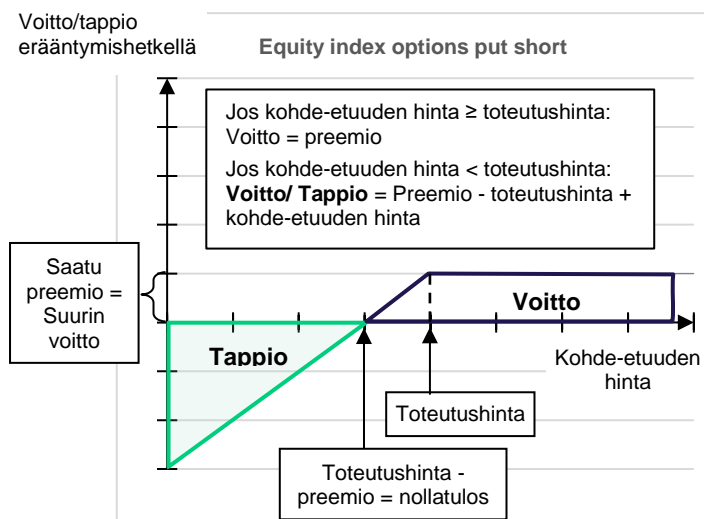 Voitto/tappio
erääntymishetkellä
Equity index options put short
Jos kohde-etuuden hinta ≥ toteutushinta:
Voitto = preemio
Jos kohde-etuuden hinta < toteutushinta:
Voitto/ Tappio = Preemio - toteutushinta +
kohde-etuuden hinta
Saatu
preemio =
Suurin
voitto
Voitto
Tappio
Kohde-etuuden
hinta
Toteutushinta
Toteutushinta -
preemio = nollatulos